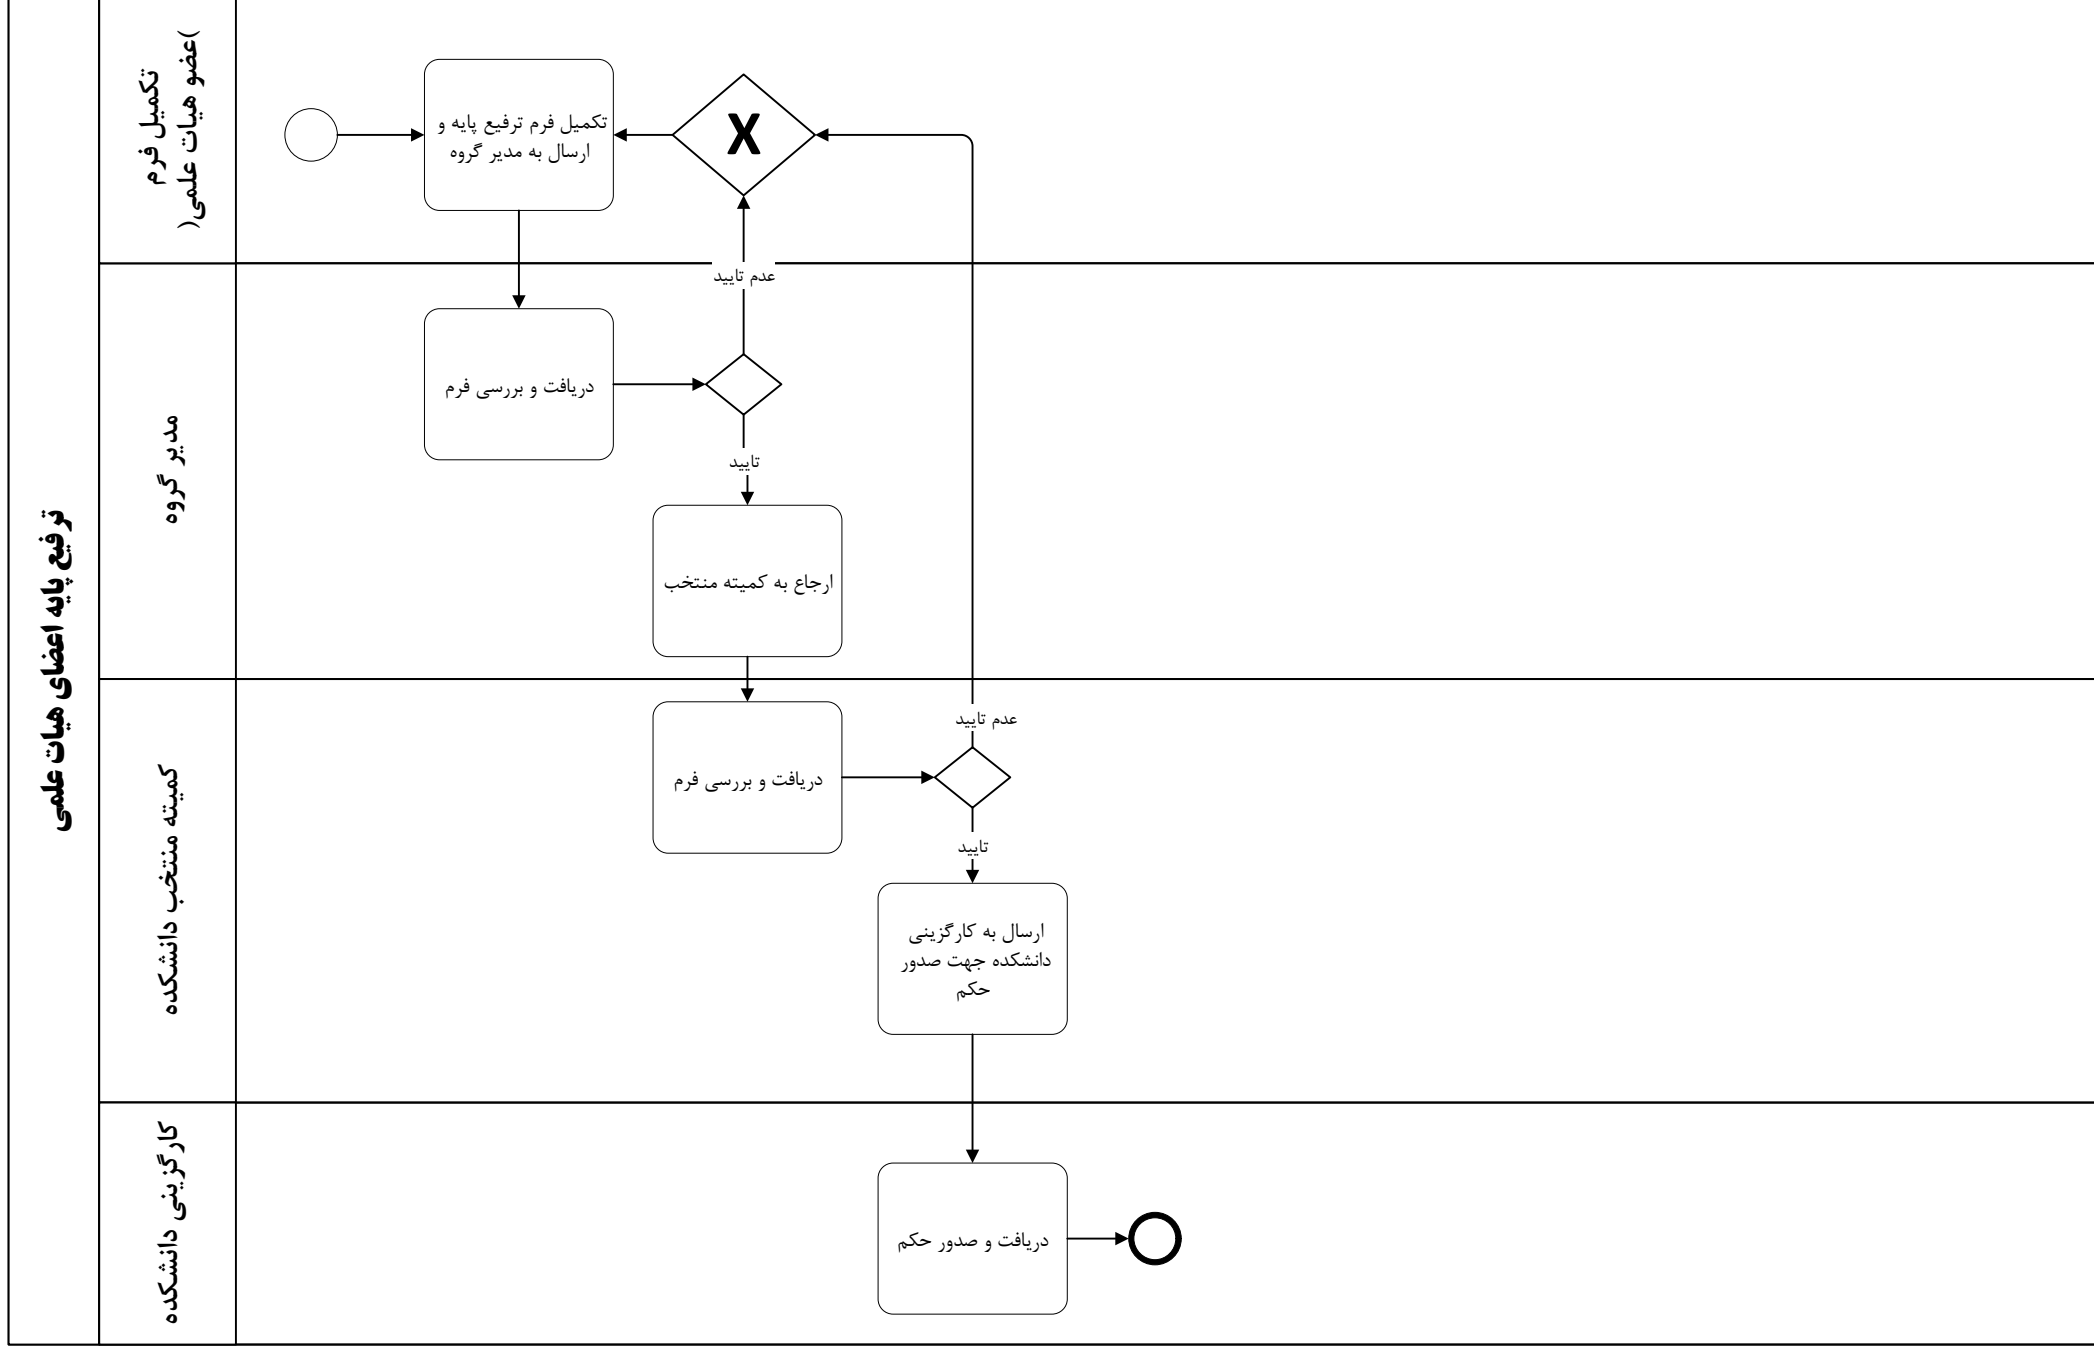 ترفیع پایه اعضای هیات علمی
تکمیل فرم
)عضو هیات علمی(
تکمیل فرم ترفیع پایه و
ارسال به مدیر گروه
X
عدم تایید
مدیر گروه
دریافت و بررسی فرم
تایید
ارجاع به کمیته منتخب
کمیته منتخب دانشکده
دریافت و بررسی فرم
عدم تایید
تایید
ارسال به کارگزینی
دانشکده جهت صدور
حکم
کارگزینی دانشکده
دریافت و صدور حکم